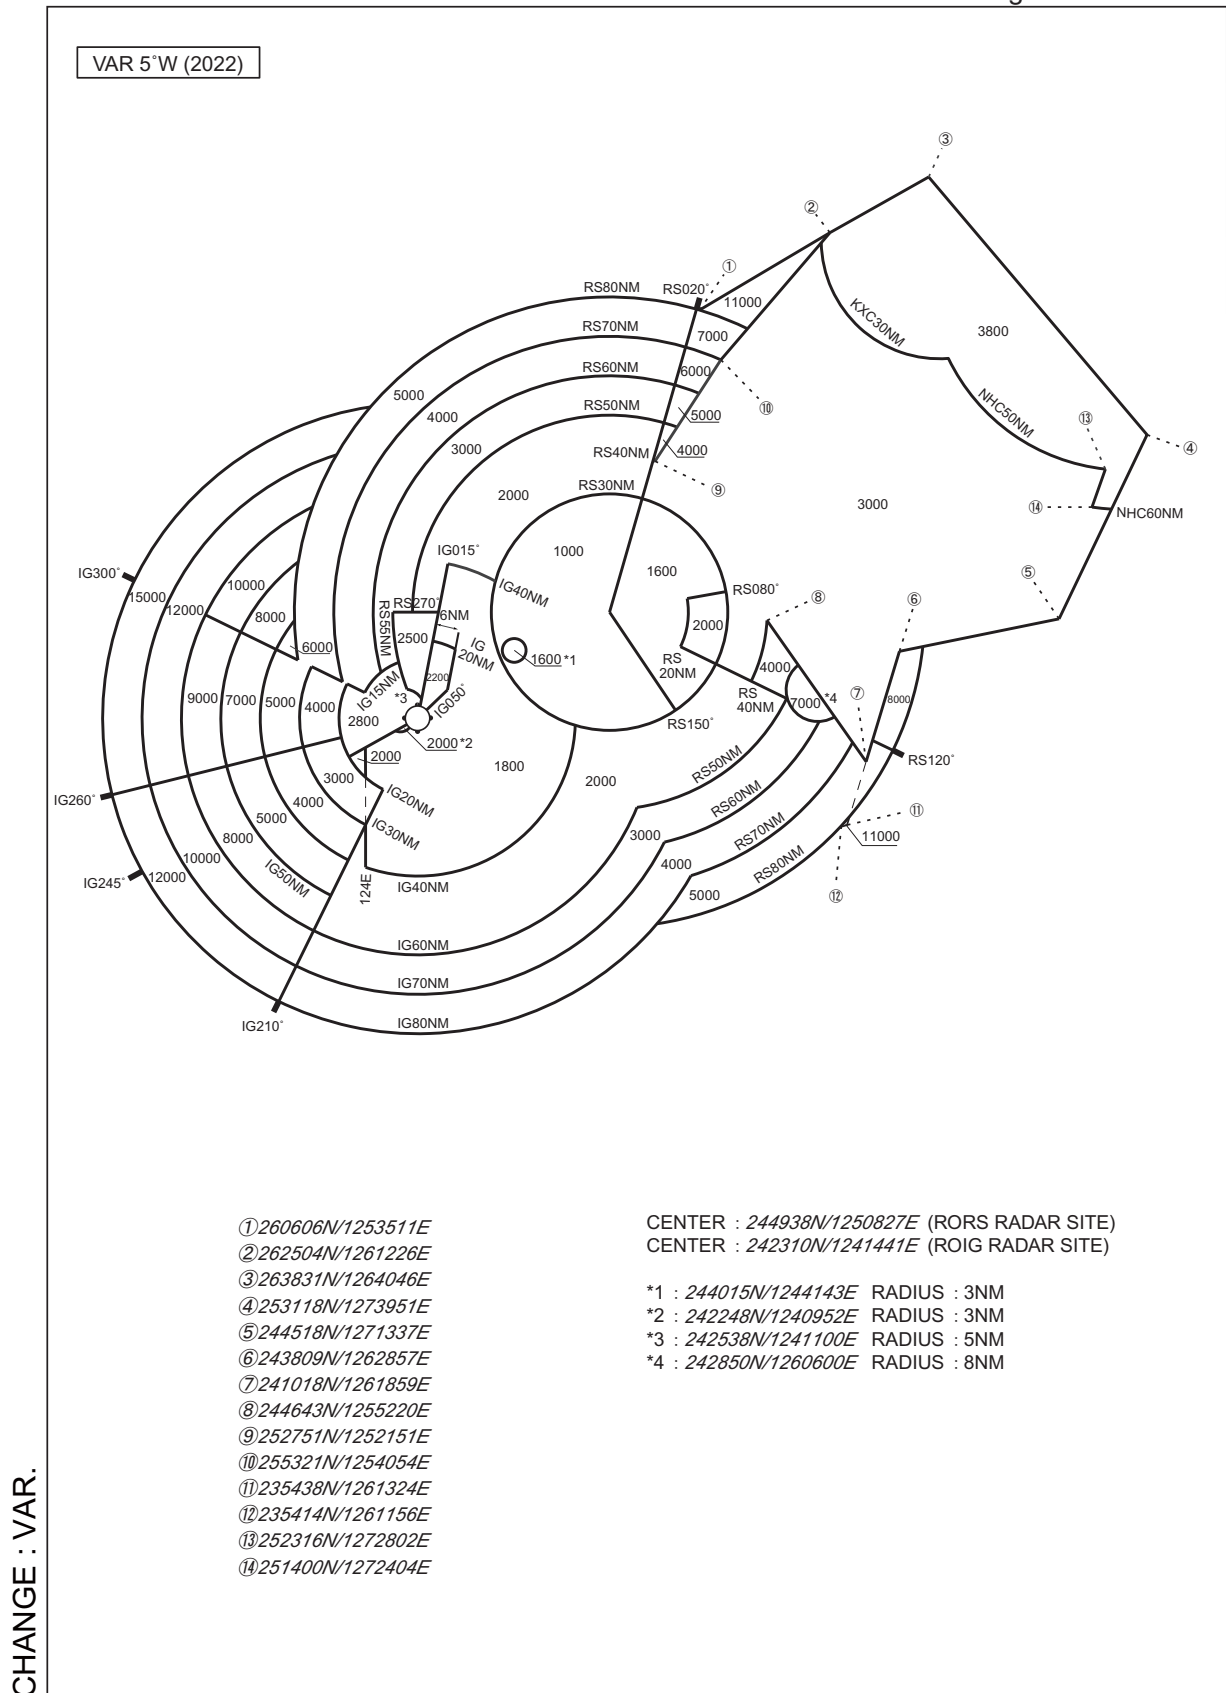 VAR 5°W (2022)
③
②
①
RS80NM
RS020°
11000
KXC30NM
RS70NM
7000
3800
RS60NM
6000
5000
NHC50NM
RS50NM
5000
⑩
4000
⑬
④
3000
RS40NM
4000
RS30NM
⑨
2000
3000
⑭
NHC60NM
IG015°
1000
1600
IG300°
10000
IG40NM
RS080°
⑤
15000
12000
RS55NM
RS270°
6NM
⑧
⑥
8000
2500
IG
20NM
2000
6000
1600 *1
RS
20NM
4000
2200
9000
7000
5000
4000
IG15NM
*3
IG050°
RS
40NM
7000
*4
⑦
8000
2800
RS150°
2000 *2
2000
1800
RS50NM
RS120°
3000
2000
IG260°
4000
IG20NM
RS60NM
⑪
5000
IG30NM
RS70NM
11000
8000
3000
10000
RS80NM
IG245°
12000
IG50NM
124E
IG40NM
4000
5000
⑫
IG60NM
IG70NM
IG210°
IG80NM
①260606N/1253511E
②262504N/1261226E
③263831N/1264046E
④253118N/1273951E
⑤244518N/1271337E
⑥243809N/1262857E
⑦241018N/1261859E
⑧244643N/1255220E
⑨252751N/1252151E
⑩255321N/1254054E
⑪235438N/1261324E
⑫235414N/1261156E
⑬252316N/1272802E
⑭251400N/1272404E
CENTER : 244938N/1250827E (RORS RADAR SITE)
CENTER : 242310N/1241441E (ROIG RADAR SITE)
*1 : 244015N/1244143E RADIUS : 3NM
*2 : 242248N/1240952E RADIUS : 3NM
*3 : 242538N/1241100E RADIUS : 5NM
*4 : 242850N/1260600E RADIUS : 8NM
CHANGE : VAR.